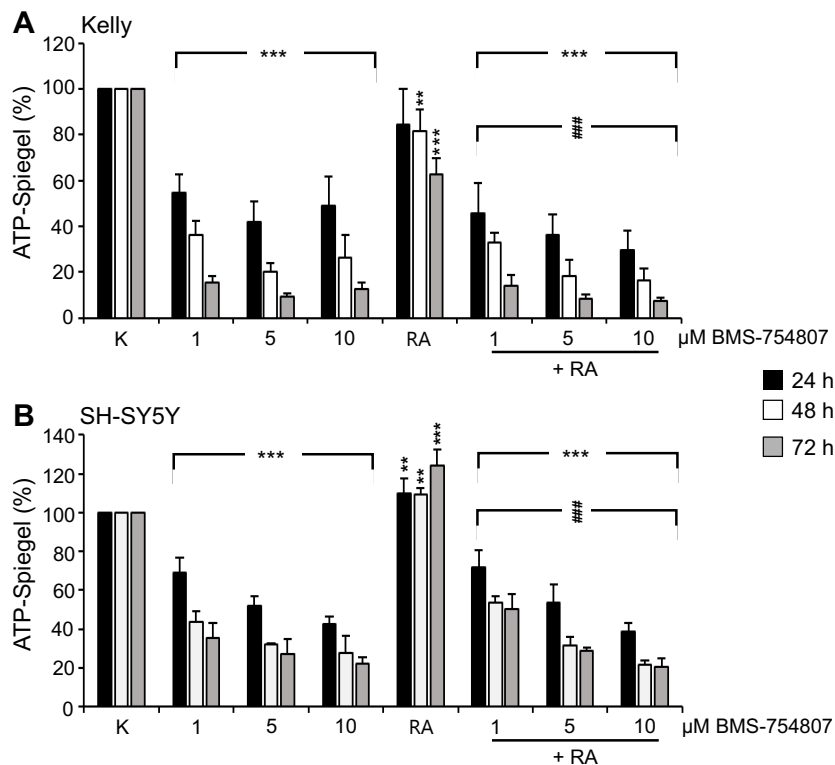 A Kelly
120
100
80
60
40
20
0
ATP-Spiegel (%)
***
**
***
***
###
K 1 5 10 RA 1 5 10 µM BMS-754807
+ RA
24 h
48 h
72 h
B SH-SY5Y
140
120
100
80
60
40
20
0
ATP-Spiegel (%)
***
**
**
***
***
###
K 1 5 10 RA 1 5 10 µM BMS-754807
+ RA